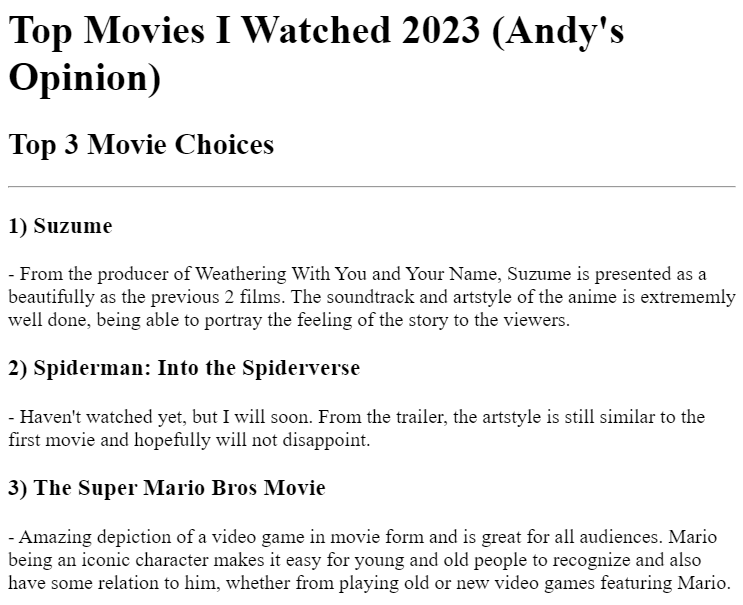 Top Movies I Watched 2023 (Andy's
Opinion)
Top 3 Movie Choices
1) Suzume
- From the producer of Weathering With You and Your Name, Suzume is presented as a
beautifully as the previous 2 films. The soundtrack and artstyle of the anime is extrememly
well done, being able to portray the feeling of the story to the viewers.
2) Spiderman: Into the Spiderverse
- Haven't watched yet, but I will soon. From the trailer, the artstyle is still similar to the
first movie and hopefully will not disappoint.
3) The Super Mario Bros Movie
- Amazing depiction of a video game in movie form and is great for all audiences. Mario
being an iconic character makes it easy for young and old people to recognize and also
have some relation to him, whether from playing old or new video games featuring Mario.